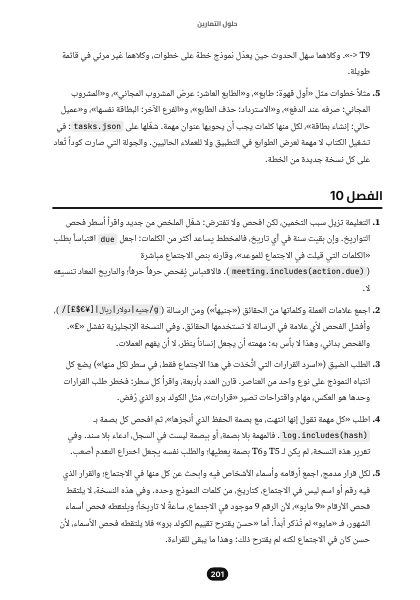 حلول التمارين
T9 <-». وكلاهما سهل الحدوث حين يعدّل نموذج خطة على خطوات، وكلاهما غير مرئي في قائمة
طويلة.
5. مثلاً خطوات مثل «أول قهوة: طابع»، و«الطابع العاشر: عرض المشروب المجاني»، و«المشروب
المجاني: صرفه عند الدفع»، و«الاسترداد: حذف الطابع»، و«الفرع الآخر: البطاقة نفسها»، و«عميل
حالي: إنشاء بطاقة»، لكل منها كلمات يجب أن يحويها عنوان مهمة. شغّلها على tasks.json: في
تشغيل الكتاب لا مهمة لعرض الطوابع في التطبيق ولا للعملاء الحاليين. والجولة التي صارت كوداً تُعاد
على كل نسخة جديدة من الخطة.
الفصل 10
1. التعليمة تزيل سبب التخمين، لكن افحص ولا تفترض: شغّل الملخص من جديد واقرأ أسطر فحص
التواريخ. وإن بقيت سنة في أي تاريخ، فالمخطط يساعد أكثر من الكلمات: اجعل due اقتباساً بطلب
«الكلمات التي قيلت في الاجتماع للموعد»، وقارنه بنص الاجتماع مباشرة
(meeting.includes(action.due)). فالاقتباس يُفحص حرفاً حرفاً؛ والتاريخ المعاد تنسيقه
لا.
2. اجمع علامات العملة وكلماتها من الحقائق («جنيهاً») ومن الرسالة (/[£$€¥]|ريال|دولار|جنيه/g)،
وأفشل الفحص لأي علامة في الرسالة لا تستخدمها الحقائق. وفي النسخة الإنجليزية تفشل «£».
والفحص بدائي، وهذا لا بأس به: مهمته أن يجعل إنساناً ينظر، لا أن يفهم العملات.
3. الطلب الضيق («اسرد القرارات التي اتُّخذت في هذا الاجتماع فقط، في سطر لكل منها») يضع كل
انتباه النموذج على نوع واحد من العناصر. قارن العدد بأربعة، واقرأ كل سطر: فخطر طلب القرارات
وحدها هو العكس، مهام واقتراحات تصير «قرارات»، مثل الكولد برو الذي رُفض.
4. اطلب «كل مهمة تقول إنها انتهت، مع بصمة الحفظ الذي أنجزها»، ثم افحص كل بصمة بـ
log.includes(hash). فالمهمة بلا بصمة، أو ببصمة ليست في السجل، ادعاء بلا سند. وفي
تقرير هذه النسخة، لم يكن لـ T5 وT6 بصمة يعطيها؛ والطلب نفسه يجعل اختراع التقدم أصعب.
5. لكل قرار مدمج، اجمع أرقامه وأسماء الأشخاص فيه وابحث عن كل منها في الاجتماع؛ والقرار الذي
فيه رقم أو اسم ليس في الاجتماع، كتاريخ، من كلمات النموذج وحده. وفي هذه النسخة، لا يلتقط
فحص الأرقام «9 مايو»، لأن الرقم 9 موجود في الاجتماع، ساعةً لا تاريخاً؛ ويلتقطه فحص أسماء
الشهور، فـ «مايو» لم تُذكر أبداً. أما «حسن يقترح تقييم الكولد برو» فلا يلتقطه فحص الأسماء، لأن
حسن كان في الاجتماع لكنه لم يقترح ذلك: وهذا ما يبقى للقراءة.
201